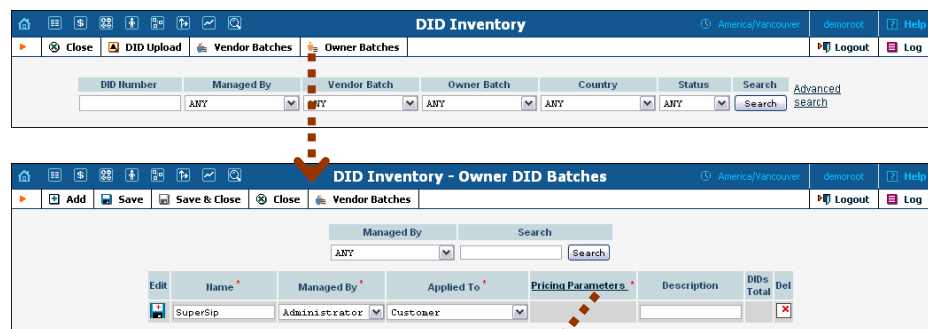 DID Inventory America/Vancouver demoroot Help
Close DID Upload Vendor Batches Owner Batches Logout Log
DID Number Managed By Vendor Batch Owner Batch Country Status Search Advanced search
ANY ANY ANY ANY ANY Search
DID Inventory - Owner DID Batches America/Vancouver demoroot Help
Add Save Save & Close Close Vendor Batches Logout Log
Managed By Search
ANY Search
Edit Name * Managed By * Applied To * Pricing Parameters * Description DIDs Total Del
SuperSip Administrator Customer